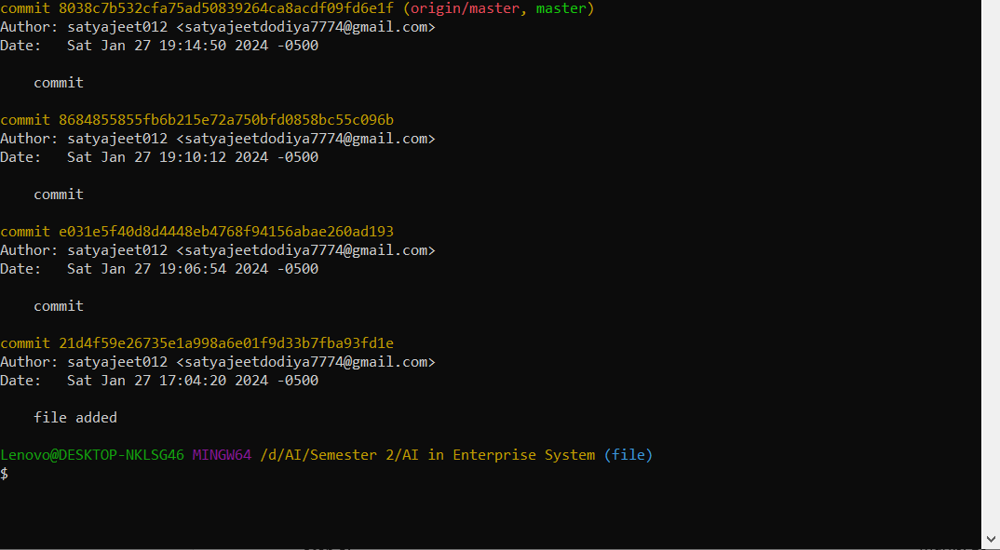 commit 8038c7b532cfa75ad50839264ca8acdf09fd6e1f (origin/master, master)
Author: satyajeet012 <satyajeetdodiya7774@gmail.com>
Date:   Sat Jan 27 19:14:50 2024 -0500
    commit
commit 8684855855fb6b215e72a750bfd0858bc55c096b
Author: satyajeet012 <satyajeetdodiya7774@gmail.com>
Date:   Sat Jan 27 19:10:12 2024 -0500
    commit
commit e031e5f40d8d4448eb4768f94156abae260ad193
Author: satyajeet012 <satyajeetdodiya7774@gmail.com>
Date:   Sat Jan 27 19:06:54 2024 -0500
    commit
commit 21d4f59e26735e1a998a6e01f9d33b7fba93fd1e
Author: satyajeet012 <satyajeetdodiya7774@gmail.com>
Date:   Sat Jan 27 17:04:20 2024 -0500
    file added
Lenovo@DESKTOP-NKLSG46 MINGW64 /d/AI/Semester 2/AI in Enterprise System (file)
$